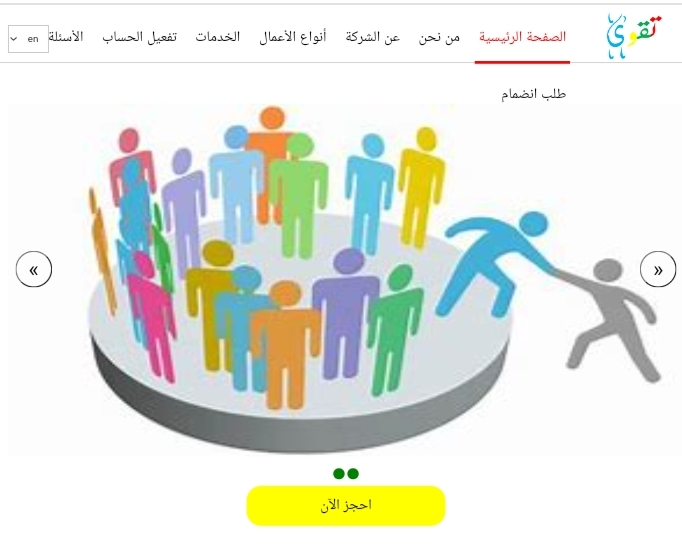 تقوى
الصفحة الرئيسية من نحن عن الشركة أنواع الأعمال الخدمات تفعيل الحساب الأسئلة en
طلب انضمام
« »
احجز الآن